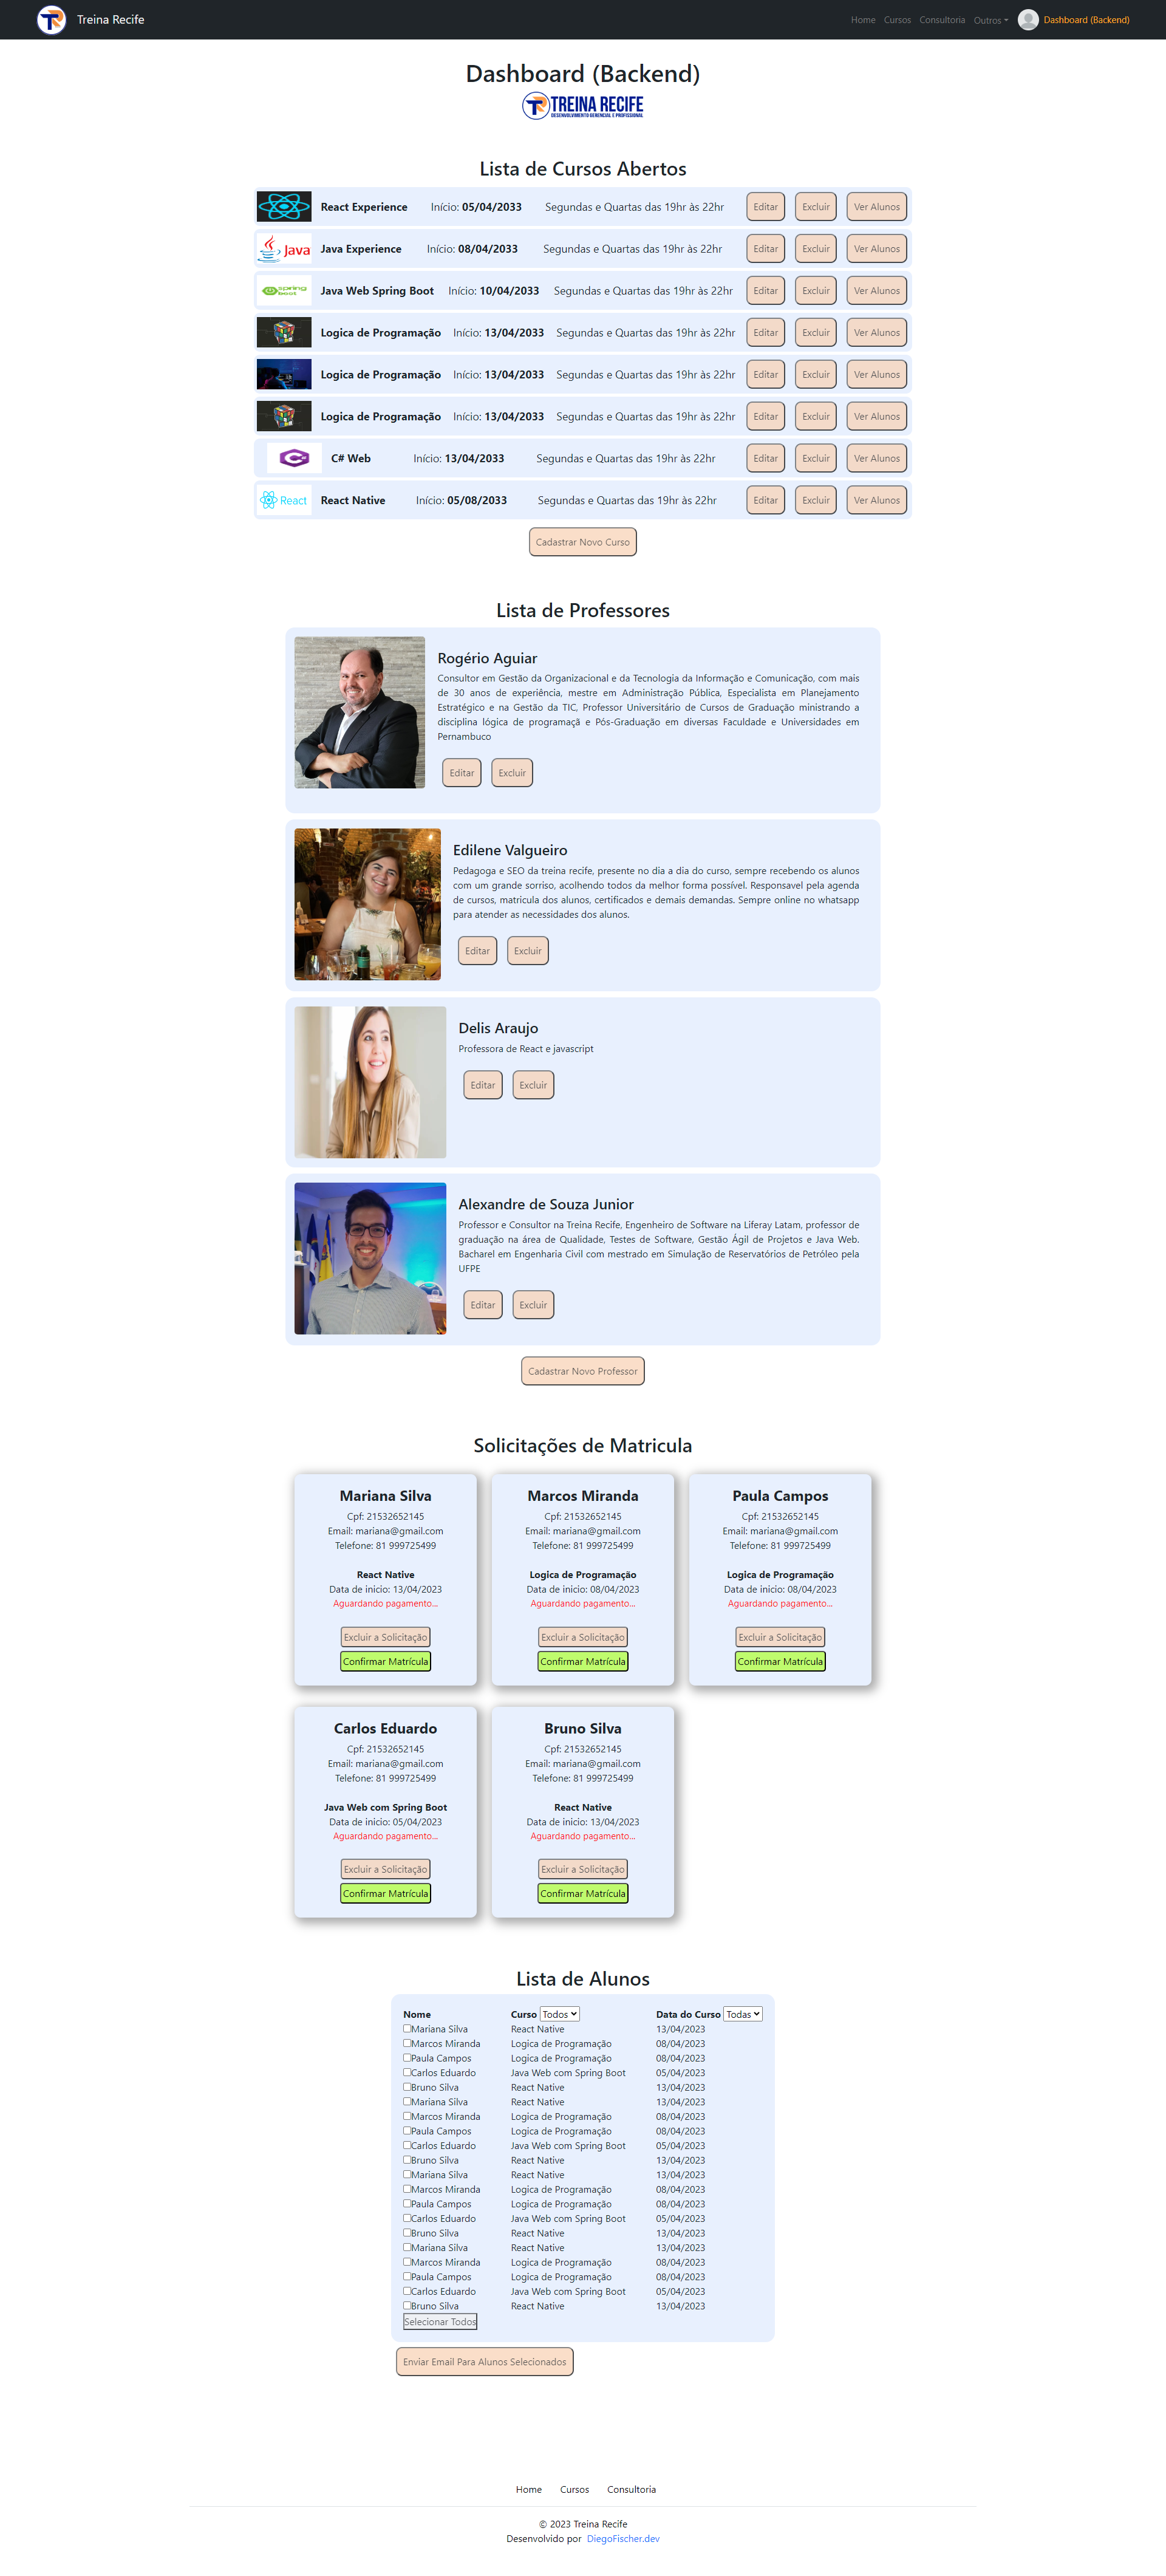 Treina Recife
Home Cursos Consultoria Outros Dashboard (Backend)
Dashboard (Backend)
TREINA RECIFE
DESENVOLVIMENTO GERENCIAL E PROFISSIONAL
Lista de Cursos Abertos
React Experience Início: 05/04/2033 Segundas e Quartas das 19hr às 22hr Editar Excluir Ver Alunos
Java Java Experience Início: 08/04/2033 Segundas e Quartas das 19hr às 22hr Editar Excluir Ver Alunos
spring boot Java Web Spring Boot Início: 10/04/2033 Segundas e Quartas das 19hr às 22hr Editar Excluir Ver Alunos
Logica de Programação Início: 13/04/2033 Segundas e Quartas das 19hr às 22hr Editar Excluir Ver Alunos
Logica de Programação Início: 13/04/2033 Segundas e Quartas das 19hr às 22hr Editar Excluir Ver Alunos
Logica de Programação Início: 13/04/2033 Segundas e Quartas das 19hr às 22hr Editar Excluir Ver Alunos
C# Web Início: 13/04/2033 Segundas e Quartas das 19hr às 22hr Editar Excluir Ver Alunos
React React Native Início: 05/08/2033 Segundas e Quartas das 19hr às 22hr Editar Excluir Ver Alunos
Cadastrar Novo Curso
Lista de Professores
Rogério Aguiar
Consultor em Gestão da Organizacional e da Tecnologia da Informação e Comunicação, com mais
de 30 anos de experiência, mestre em Administração Pública, Especialista em Planejamento
Estratégico e na Gestão da TIC, Professor Universitário de Cursos de Graduação ministrando a
disciplina lógica de programaçã e Pós-Graduação em diversas Faculdade e Universidades em
Pernambuco
Editar Excluir
Edilene Valgueiro
Pedagoga e SEO da treina recife, presente no dia a dia do curso, sempre recebendo os alunos
com um grande sorriso, acolhendo todos da melhor forma possível. Responsavel pela agenda
de cursos, matricula dos alunos, certificados e demais demandas. Sempre online no whatsapp
para atender as necessidades dos alunos.
Editar Excluir
Delis Araujo
Professora de React e javascript
Editar Excluir
Alexandre de Souza Junior
Professor e Consultor na Treina Recife, Engenheiro de Software na Liferay Latam, professor de
graduação na área de Qualidade, Testes de Software, Gestão Ágil de Projetos e Java Web.
Bacharel em Engenharia Civil com mestrado em Simulação de Reservatórios de Petróleo pela
UFPE
Editar Excluir
Cadastrar Novo Professor
Solicitações de Matricula
Mariana Silva
Cpf: 21532652145
Email: mariana@gmail.com
Telefone: 81 999725499
React Native
Data de inicio: 13/04/2023
Aguardando pagamento...
Excluir a Solicitação
Confirmar Matrícula
Marcos Miranda
Cpf: 21532652145
Email: mariana@gmail.com
Telefone: 81 999725499
Logica de Programação
Data de inicio: 08/04/2023
Aguardando pagamento...
Excluir a Solicitação
Confirmar Matrícula
Paula Campos
Cpf: 21532652145
Email: mariana@gmail.com
Telefone: 81 999725499
Logica de Programação
Data de inicio: 08/04/2023
Aguardando pagamento...
Excluir a Solicitação
Confirmar Matrícula
Carlos Eduardo
Cpf: 21532652145
Email: mariana@gmail.com
Telefone: 81 999725499
Java Web com Spring Boot
Data de inicio: 05/04/2023
Aguardando pagamento...
Excluir a Solicitação
Confirmar Matrícula
Bruno Silva
Cpf: 21532652145
Email: mariana@gmail.com
Telefone: 81 999725499
React Native
Data de inicio: 13/04/2023
Aguardando pagamento...
Excluir a Solicitação
Confirmar Matrícula
Lista de Alunos
Nome Curso Todos Data do Curso Todas
Mariana Silva React Native 13/04/2023
Marcos Miranda Logica de Programação 08/04/2023
Paula Campos Logica de Programação 08/04/2023
Carlos Eduardo Java Web com Spring Boot 05/04/2023
Bruno Silva React Native 13/04/2023
Mariana Silva React Native 13/04/2023
Marcos Miranda Logica de Programação 08/04/2023
Paula Campos Logica de Programação 08/04/2023
Carlos Eduardo Java Web com Spring Boot 05/04/2023
Bruno Silva React Native 13/04/2023
Mariana Silva React Native 13/04/2023
Marcos Miranda Logica de Programação 08/04/2023
Paula Campos Logica de Programação 08/04/2023
Carlos Eduardo Java Web com Spring Boot 05/04/2023
Bruno Silva React Native 13/04/2023
Mariana Silva React Native 13/04/2023
Marcos Miranda Logica de Programação 08/04/2023
Paula Campos Logica de Programação 08/04/2023
Carlos Eduardo Java Web com Spring Boot 05/04/2023
Bruno Silva React Native 13/04/2023
Selecionar Todos
Enviar Email Para Alunos Selecionados
Home Cursos Consultoria
© 2023 Treina Recife
Desenvolvido por DiegoFischer.dev